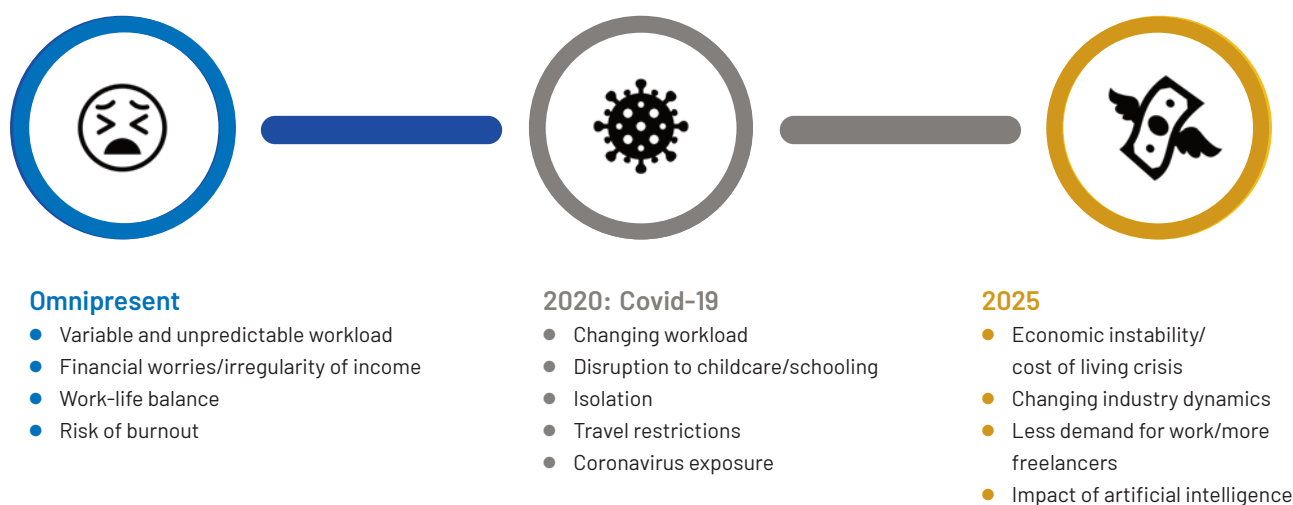 Omnipresent
Variable and unpredictable workload
Financial worries/irregularity of income
Work-life balance
Risk of burnout
2020: Covid-19
Changing workload
Disruption to childcare/schooling
Isolation
Travel restrictions
Coronavirus exposure
2025
Economic instability/
cost of living crisis
Changing industry dynamics
Less demand for work/more
freelancers
Impact of artificial intelligence